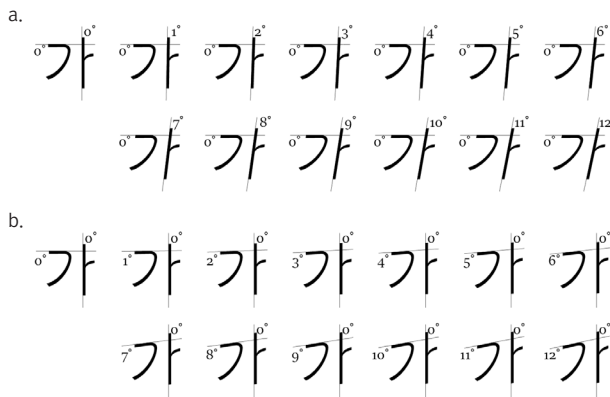 a.
0° 1° 2° 3° 4° 5° 6°
0° 가 0° 가 0° 가 0° 가 0° 가 0° 가 0° 가
7° 8° 9° 10° 11° 12
0° 가 0° 가 0° 가 0° 가 0° 가 0° 가
b.
0° 0° 0° 0° 0° 0° 0°
0° 가 1° 가 2° 가 3° 가 4° 가 5° 가 6° 가
0° 0° 0° 0° 0° 0°
7° 가 8° 가 9° 가 10° 가 11° 가 12° 가